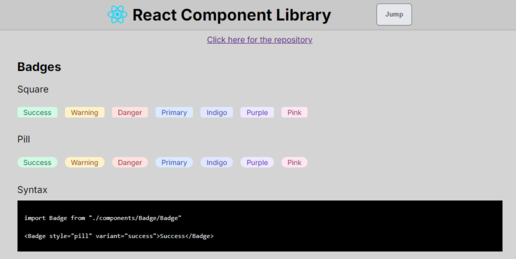 React Component Library
Jump
Click here for the repository
Badges
Square
Success Warning Danger Primary Indigo Purple Pink
Pill
Success Warning Danger Primary Indigo Purple Pink
Syntax
import Badge from "./components/Badge/Badge"
<Badge style="pill" variant="success">Success</Badge>